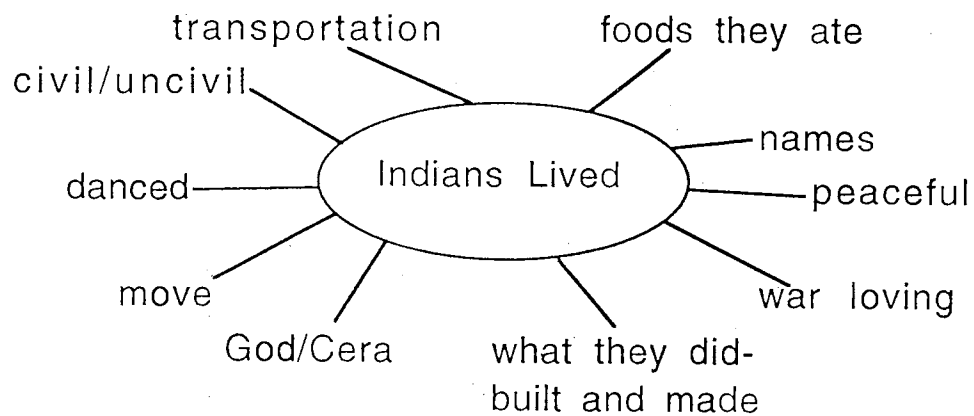 transportation
foods they ate
civil/uncivil
names
Indians Lived
danced
peaceful
move
war loving
God/Cera
what they did-
built and made